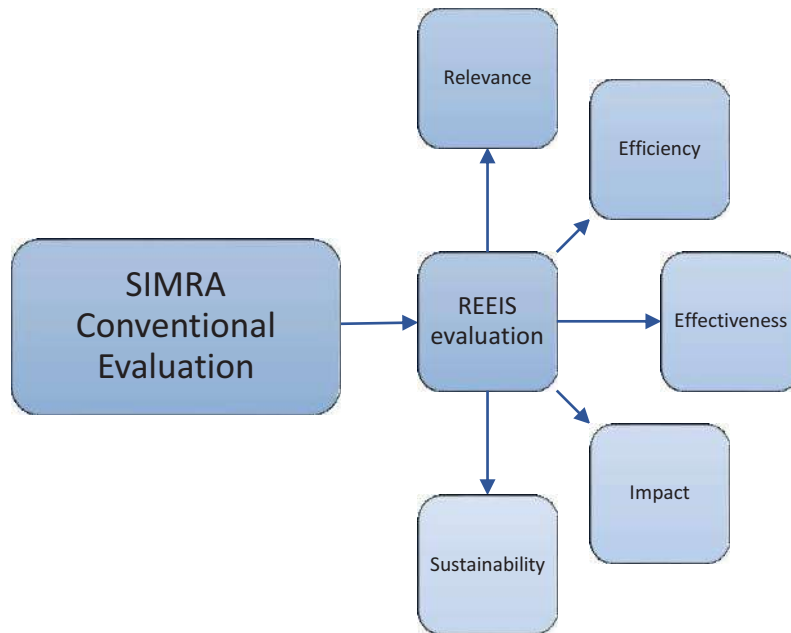 Relevance
Efficiency
SIMRA
Conventional
Evaluation
REEIS
evaluation
Effectiveness
Impact
Sustainability